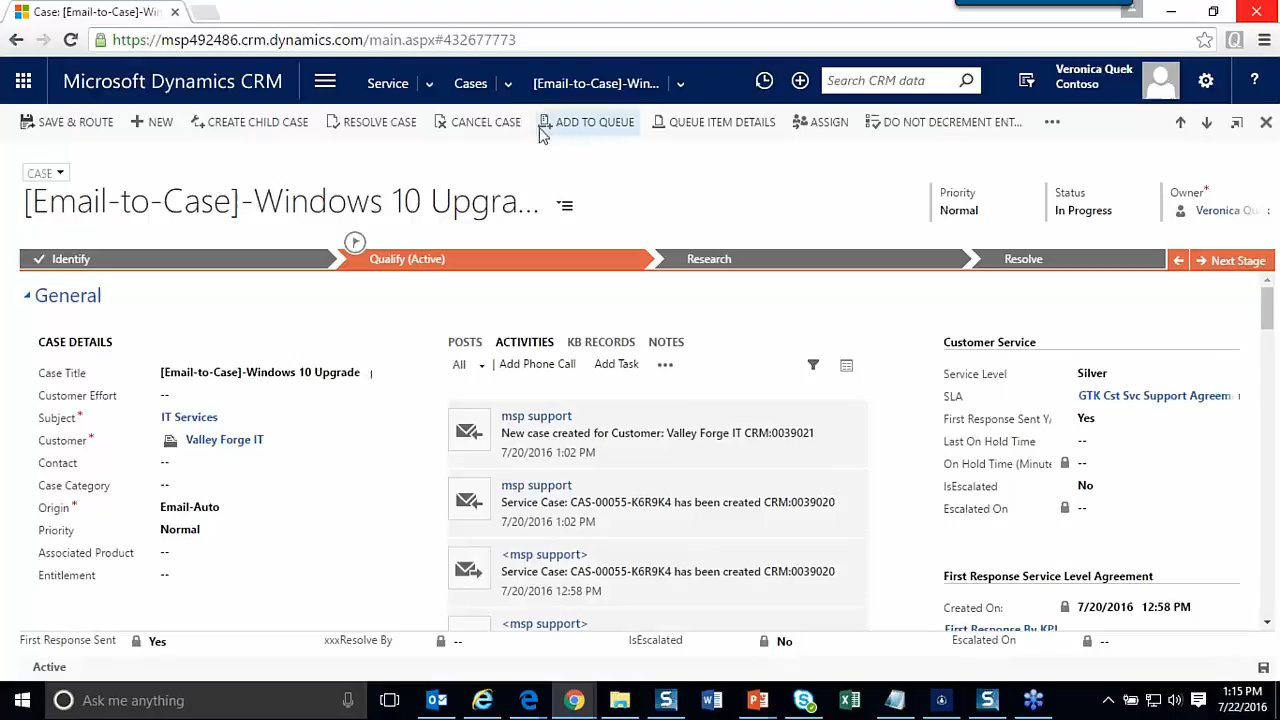 Case: [Email-to-Case]-Win
https://msp492486.crm.dynamics.com/main.aspx#432677773
Microsoft Dynamics CRM
Service
Cases
[Email-to-Case]-Win...
Search CRM data
Veronica Quek
Contoso
?
SAVE & ROUTE
NEW
CREATE CHILD CASE
RESOLVE CASE
CANCEL CASE
ADD TO QUEUE
QUEUE ITEM DETAILS
ASSIGN
DO NOT DECREMENT ENT...
CASE
[Email-to-Case]-Windows 10 Upgra...
Priority
Normal
Status
In Progress
Owner*
Veronica Qu
Identify
Qualify (Active)
Research
Resolve
Next Stage
General
CASE DETAILS
Case Title [Email-to-Case]-Windows 10 Upgrade
Customer Effort --
Subject* IT Services
Customer* Valley Forge IT
Contact --
Case Category --
Origin* Email-Auto
Priority Normal
Associated Product --
Entitlement --
POSTS ACTIVITIES KB RECORDS NOTES
All | Add Phone Call Add Task
msp support
New case created for Customer: Valley Forge IT CRM:0039021
7/20/2016 1:02 PM
msp support
Service Case: CAS-00055-K6R9K4 has been created CRM:0039020
7/20/2016 1:02 PM
<msp support>
Service Case: CAS-00055-K6R9K4 has been created CRM:0039020
7/20/2016 12:58 PM
<msp support>
Customer Service
Service Level Silver
SLA GTK Cst Svc Support Agreem
First Response Sent Y/ Yes
Last On Hold Time --
On Hold Time (Minute --
IsEscalated No
Escalated On --
First Response Service Level Agreement
Created On: 7/20/2016 12:58 PM
First Response By KPI
First Response Sent Yes
xxxResolve By --
IsEscalated No
Escalated On --
Active
Ask me anything
1:15 PM
7/22/2016